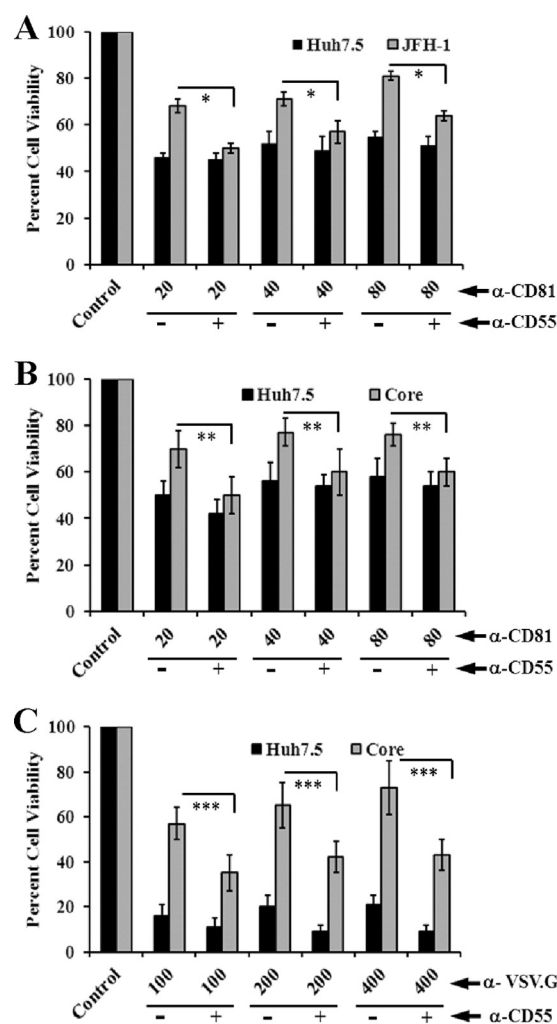 A
Huh7.5 JFH-1
Percent Cell Viability
100
80
60
40
20
0
* * *
Control 20 20 40 40 80 80 α-CD81
- + - + - + α-CD55
B
Huh7.5 Core
Percent Cell Viability
100
80
60
40
20
0
** ** **
Control 20 20 40 40 80 80 α-CD81
- + - + - + α-CD55
C
Huh7.5 Core
Percent Cell Viability
100
80
60
40
20
0
*** *** ***
Control 100 100 200 200 400 400 α- VSV.G
- + - + - + α-CD55